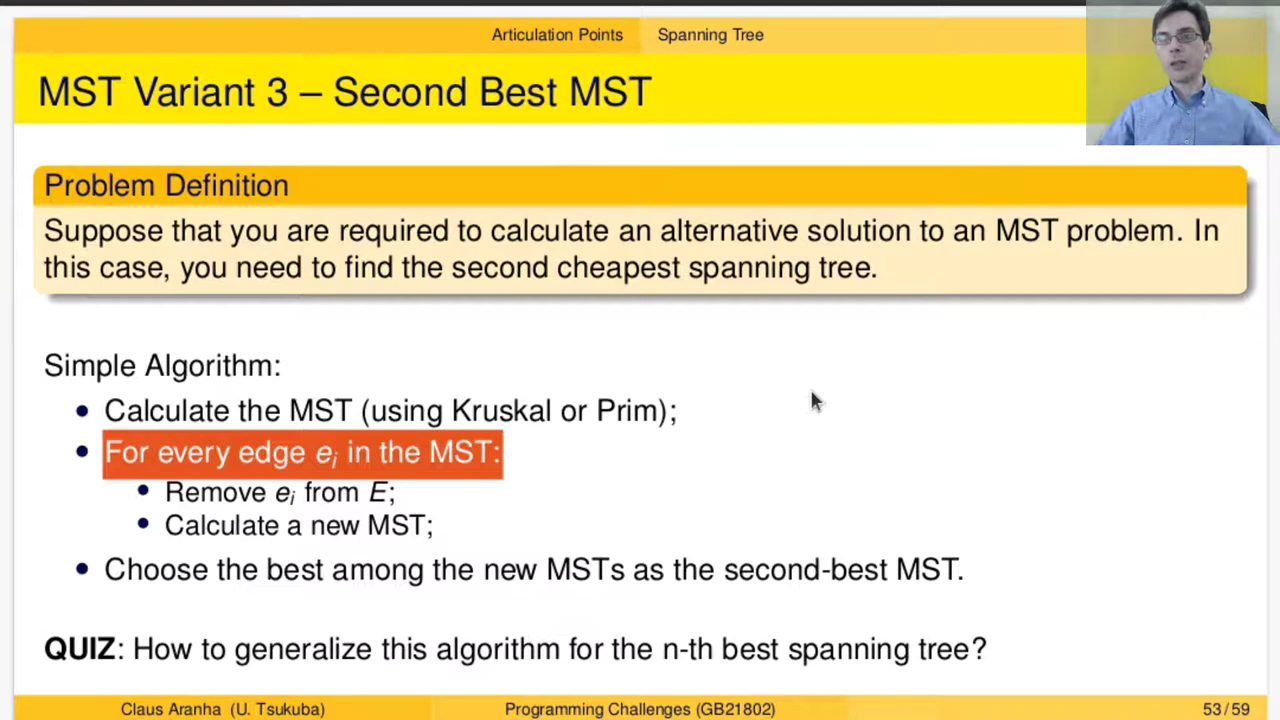 Articulation Points Spanning Tree
MST Variant 3 – Second Best MST
Problem Definition
Suppose that you are required to calculate an alternative solution to an MST problem. In
this case, you need to find the second cheapest spanning tree.
Simple Algorithm:
• Calculate the MST (using Kruskal or Prim);
• For every edge eᵢ in the MST:
• Remove eᵢ from E;
• Calculate a new MST;
• Choose the best among the new MSTs as the second-best MST.
QUIZ: How to generalize this algorithm for the n-th best spanning tree?
Claus Aranha (U. Tsukuba) Programming Challenges (GB21802) 53 / 59